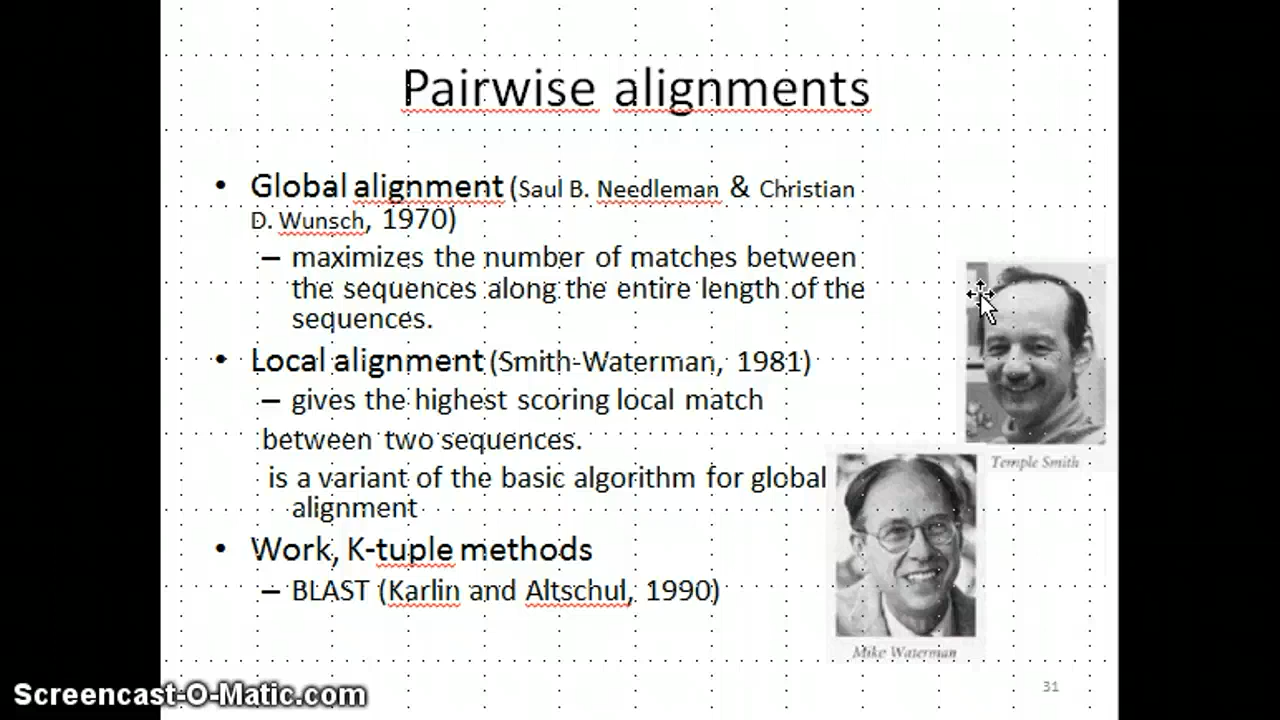 Pairwise alignments
• Global alignment (Saul B. Needleman & Christian
D. Wunsch, 1970)
– maximizes the number of matches between
the sequences along the entire length of the
sequences.
• Local alignment (Smith-Waterman, 1981)
– gives the highest scoring local match
between two sequences.
is a variant of the basic algorithm for global
alignment
• Work, K-tuple methods
– BLAST (Karlin and Altschul, 1990)
Temple Smith
Mike Waterman
31
Screencast-O-Matic.com